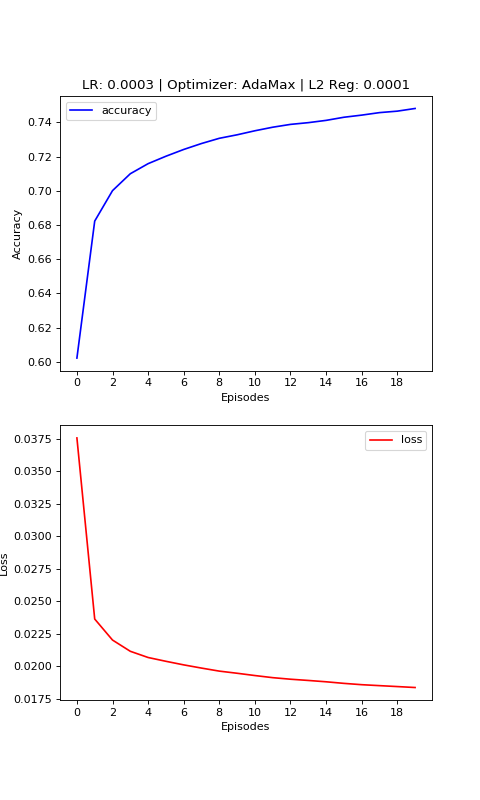 LR: 0.0003 | Optimizer: AdaMax | L2 Reg: 0.0001
accuracy
0.74
0.72
0.70
0.68
0.66
0.64
0.62
0.60
Accuracy
0 2 4 6 8 10 12 14 16 18
Episodes
loss
0.0375
0.0350
0.0325
0.0300
0.0275
0.0250
0.0225
0.0200
0.0175
Loss
0 2 4 6 8 10 12 14 16 18
Episodes